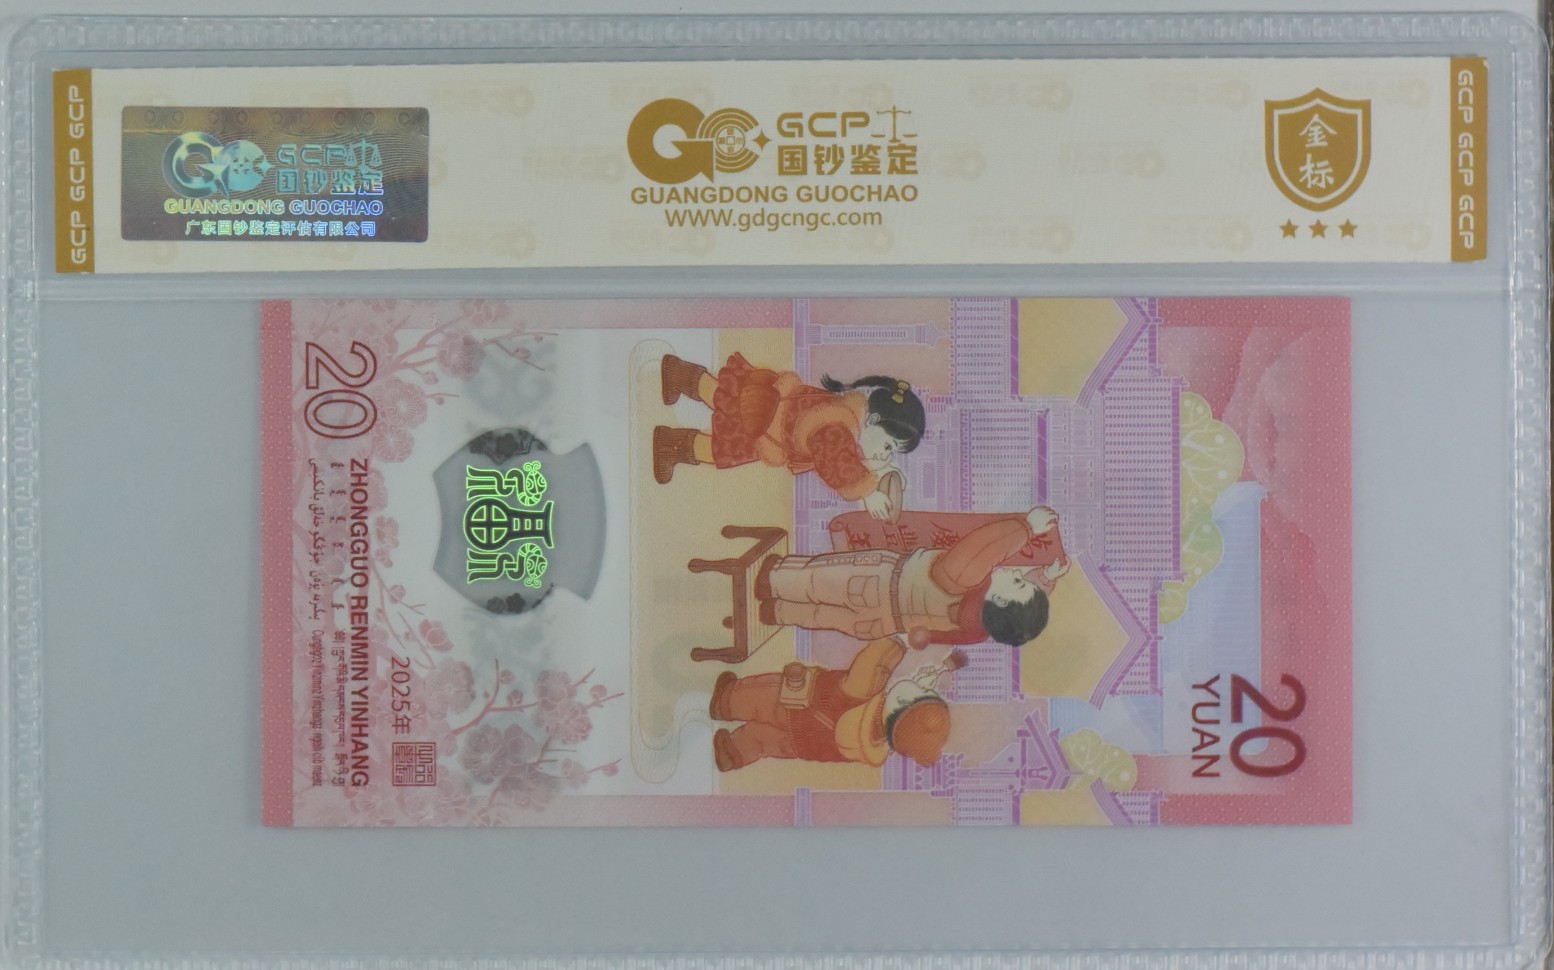 GCP GCP GCP
GCP
国钞鉴定
GUANGDONG GUOCHAO
广东国钞鉴定评估有限公司
GCP
国钞鉴定
GUANGDONG GUOCHAO
WWW.gdgcngc.com
金
标
GCP GCP GCP
20
ZHONGGUO RENMIN YINHANG
2025年
20
YUAN